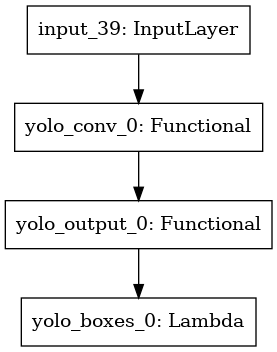 input_39: InputLayer
yolo_conv_0: Functional
yolo_output_0: Functional
yolo_boxes_0: Lambda